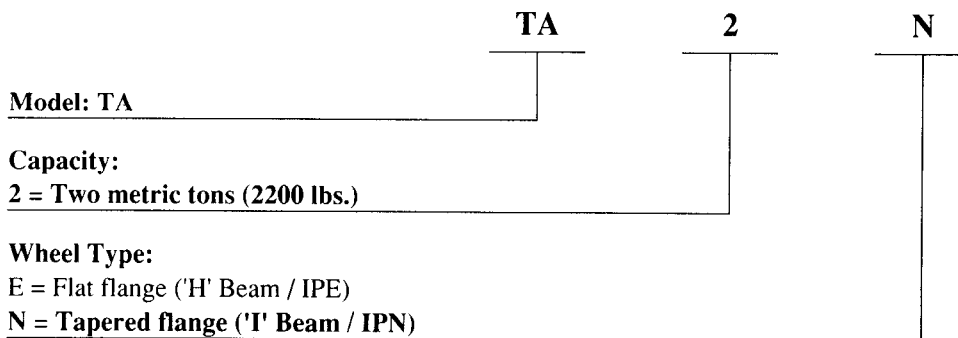 TA 2 N
Model: TA
Capacity:
2 = Two metric tons (2200 lbs.)
Wheel Type:
E = Flat flange ('H' Beam / IPE)
N = Tapered flange ('I' Beam / IPN)